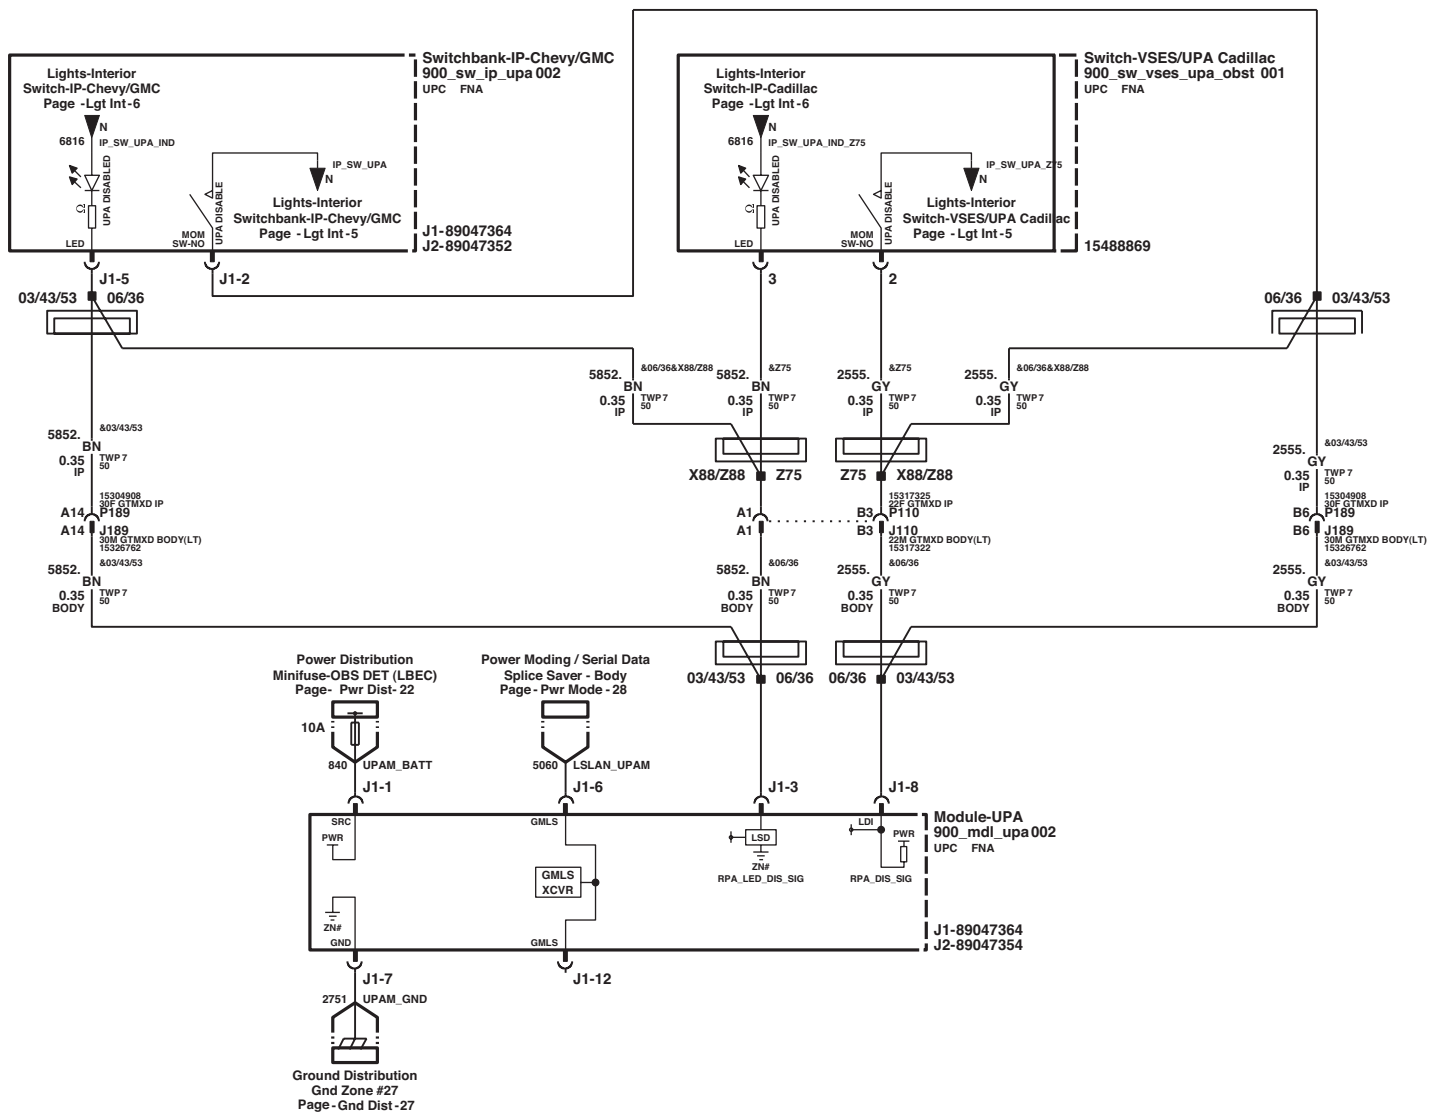 Switchbank-IP-Chevy/GMC
900_sw_ip_upa 002
UPC FNA
Lights-Interior
Switch-IP-Chevy/GMC
Page -Lgt Int-6
N
6816
IP_SW_UPA_IND
UPA DISABLED
Ω
LED
IP_SW_UPA
N
UPA DISABLE
Lights-Interior
Switchbank-IP-Chevy/GMC
Page - Lgt Int-5
MOM
SW-NO
J1-89047364
J2-89047352
J1-5
J1-2
Switch-VSES/UPA Cadillac
900_sw_vses_upa_obst 001
UPC FNA
Lights-Interior
Switch-IP-Cadillac
Page -Lgt Int-6
N
6816
IP_SW_UPA_IND_Z75
UPA DISABLED
Ω
LED
IP_SW_UPA_Z75
N
UPA DISABLE
Lights-Interior
Switch-VSES/UPA Cadillac
Page - Lgt Int-5
MOM
SW-NO
15488869
3
2
03/43/53
06/36
06/36
03/43/53
5852.
BN
0.35
IP
&06/36&X88/Z88
TWP 7
50
5852.
BN
0.35
IP
&Z75
TWP 7
50
2555.
GY
0.35
IP
&Z75
TWP 7
50
2555.
GY
0.35
IP
&06/36&X88/Z88
TWP 7
50
5852.
BN
0.35
IP
&03/43/53
TWP 7
50
2555.
GY
0.35
IP
&03/43/53
TWP 7
50
X88/Z88
Z75
Z75
X88/Z88
15304908
30F GTMXD IP
A14
P189
A14
J189
30M GTMXD BODY(LT)
15326762
A1
A1
15317325
22F GTMXD IP
B3
P110
B3
J110
22M GTMXD BODY(LT)
15317322
15304908
30F GTMXD IP
B6
P189
B6
J189
30M GTMXD BODY(LT)
15326762
5852.
BN
0.35
BODY
&03/43/53
TWP 7
50
5852.
BN
0.35
BODY
&06/36
TWP 7
50
2555.
GY
0.35
BODY
&06/36
TWP 7
50
2555.
GY
0.35
BODY
&03/43/53
TWP 7
50
03/43/53
06/36
06/36
03/43/53
Power Distribution
Minifuse-OBS DET (LBEC)
Page- Pwr Dist- 22
10A
840
UPAM_BATT
J1-1
Power Moding / Serial Data
Splice Saver - Body
Page - Pwr Mode - 28
5060
LSLAN_UPAM
J1-6
J1-3
J1-8
Module-UPA
900_mdl_upa 002
UPC FNA
SRC
PWR
GMLS
GMLS
XCVR
LSD
ZN#
RPA_LED_DIS_SIG
LDI
PWR
RPA_DIS_SIG
ZN#
GND
GMLS
J1-89047364
J2-89047354
J1-7
J1-12
2751
UPAM_GND
Ground Distribution
Gnd Zone #27
Page - Gnd Dist -27